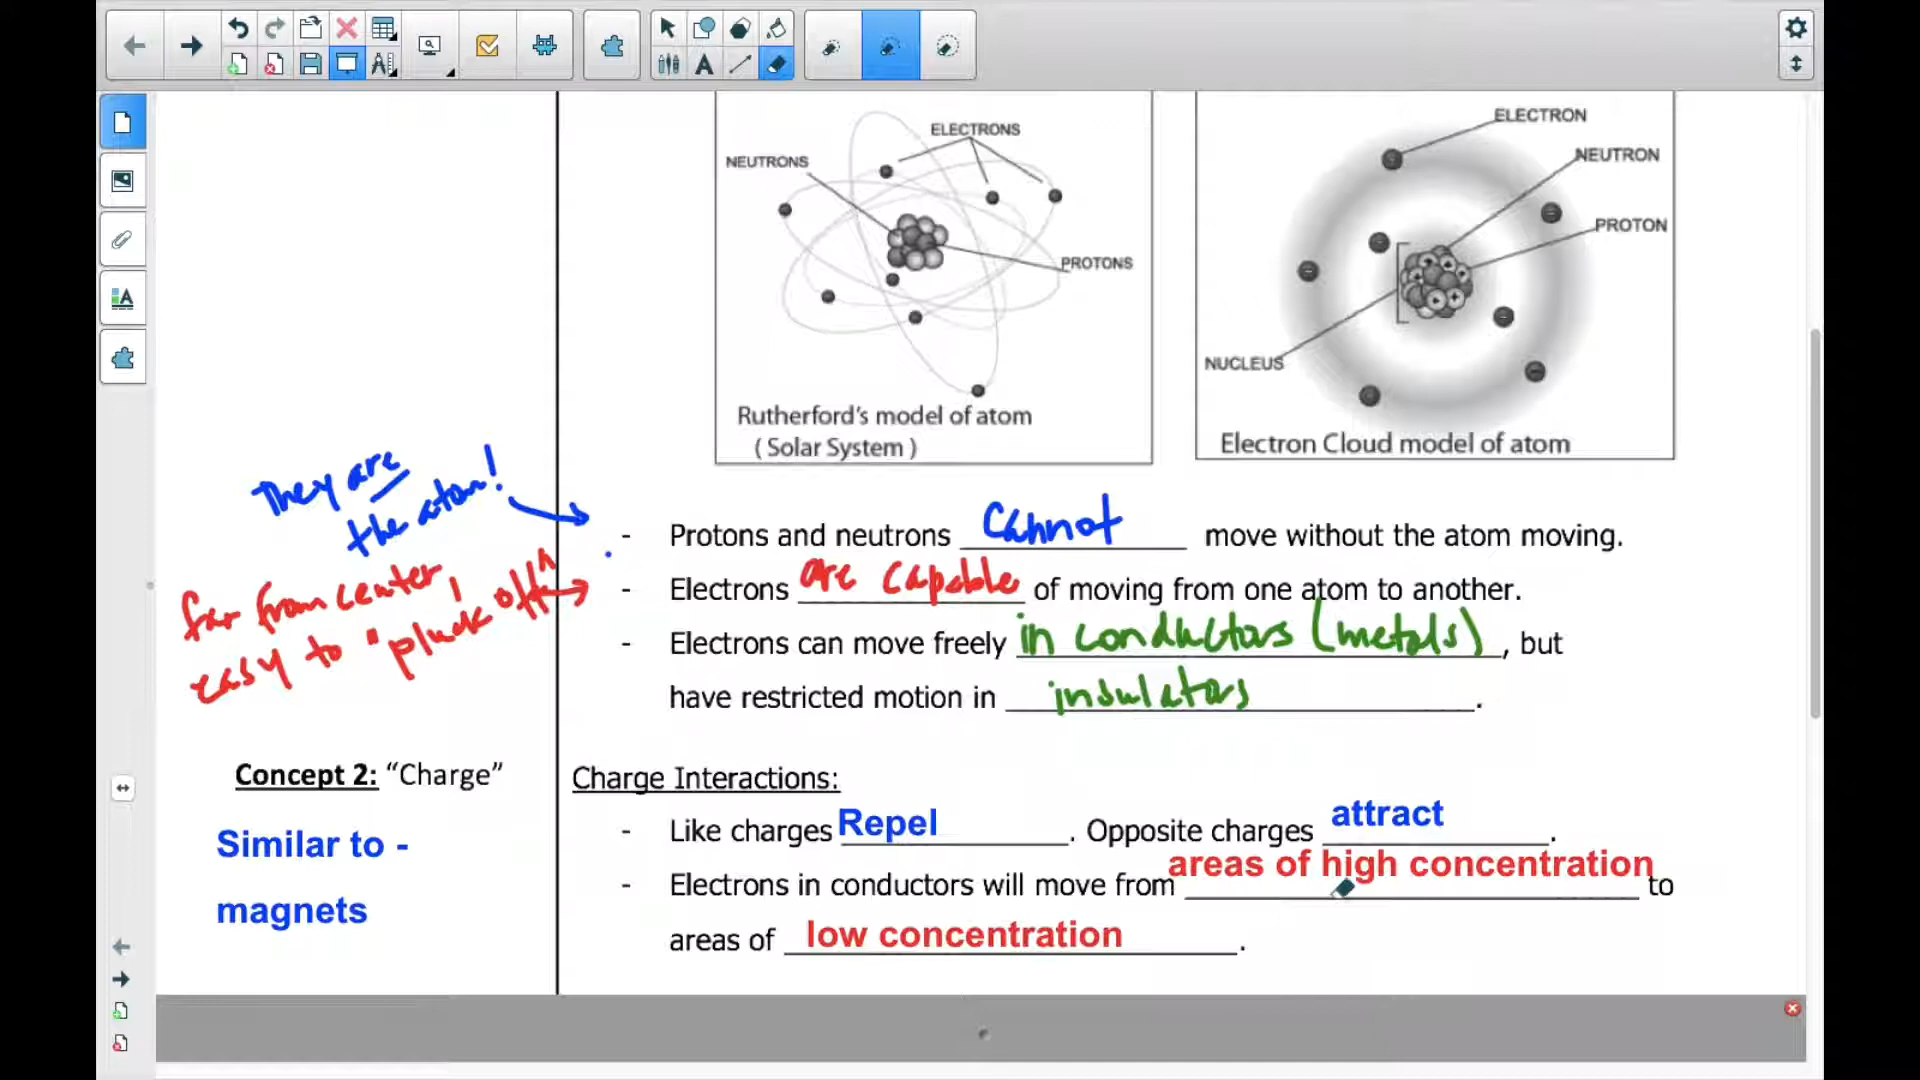 ELECTRONS
NEUTRONS
PROTONS
Rutherford's model of atom
( Solar System )
ELECTRON
NEUTRON
PROTON
NUCLEUS
Electron Cloud model of atom
They are
the atom!
- Protons and neutrons cannot move without the atom moving.
far from center,
easy to "pluck off"
- Electrons are capable of moving from one atom to another.
- Electrons can move freely in conductors (metals), but
have restricted motion in insulators.
Concept 2: “Charge”
Similar to -
magnets
Charge Interactions:
- Like charges Repel. Opposite charges attract.
- Electrons in conductors will move from areas of high concentration to
areas of low concentration.